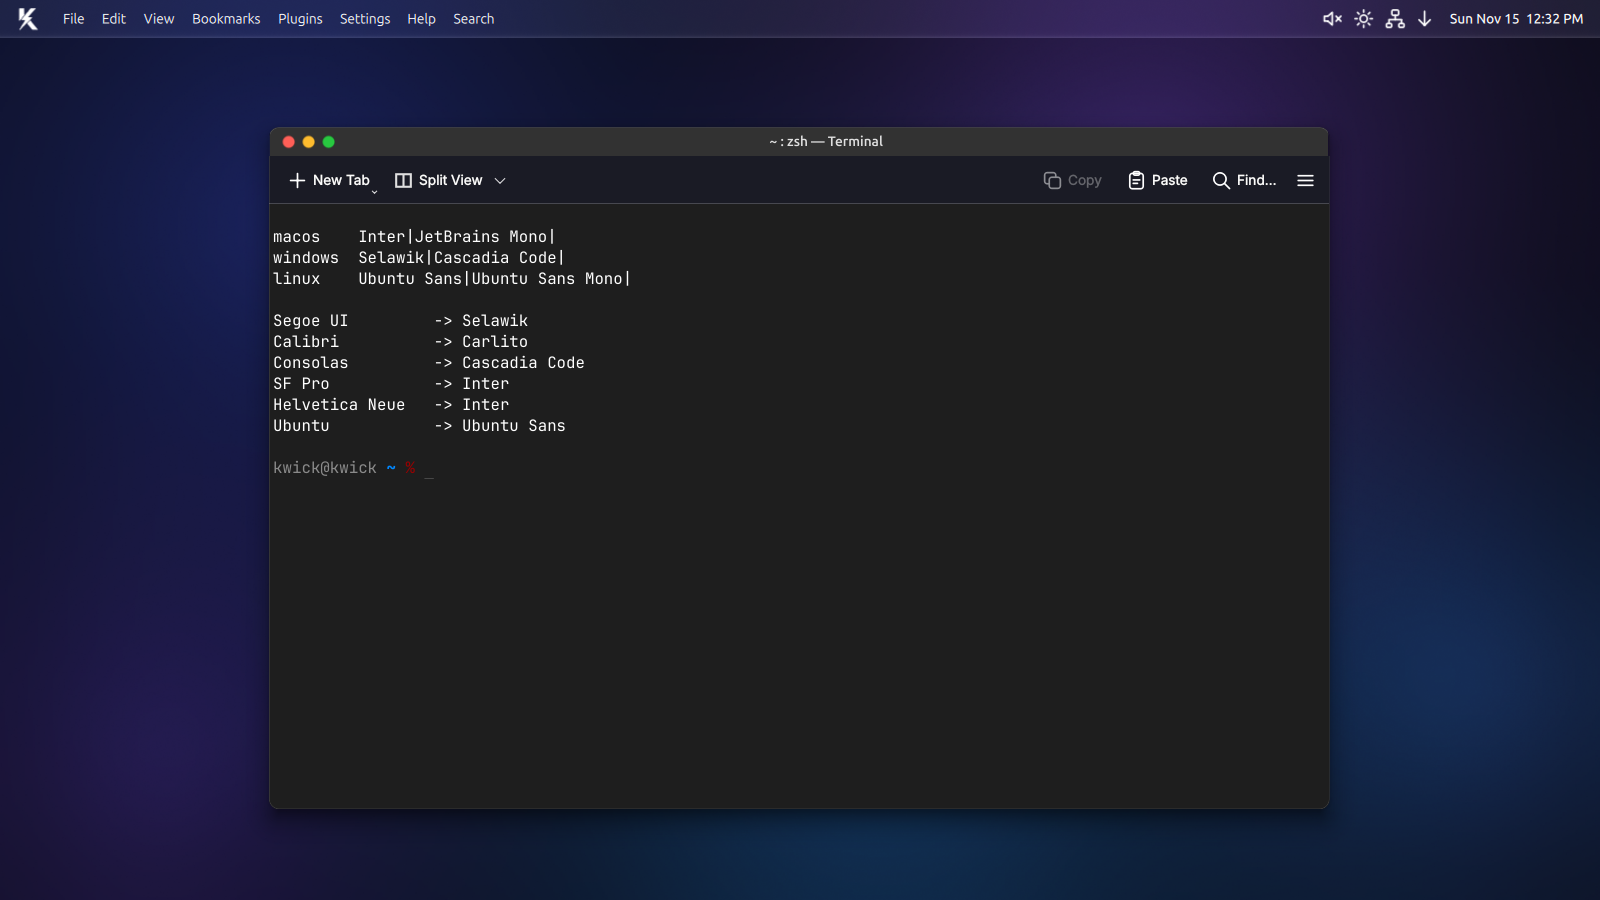 File Edit View Bookmarks Plugins Settings Help Search Sun Nov 15 12:32 PM
~ : zsh — Terminal
New Tab Split View Copy Paste Find...
macos    Inter|JetBrains Mono|
windows  Selawik|Cascadia Code|
linux    Ubuntu Sans|Ubuntu Sans Mono|
Segoe UI         -> Selawik
Calibri          -> Carlito
Consolas         -> Cascadia Code
SF Pro           -> Inter
Helvetica Neue   -> Inter
Ubuntu           -> Ubuntu Sans
kwick@kwick ~ % _